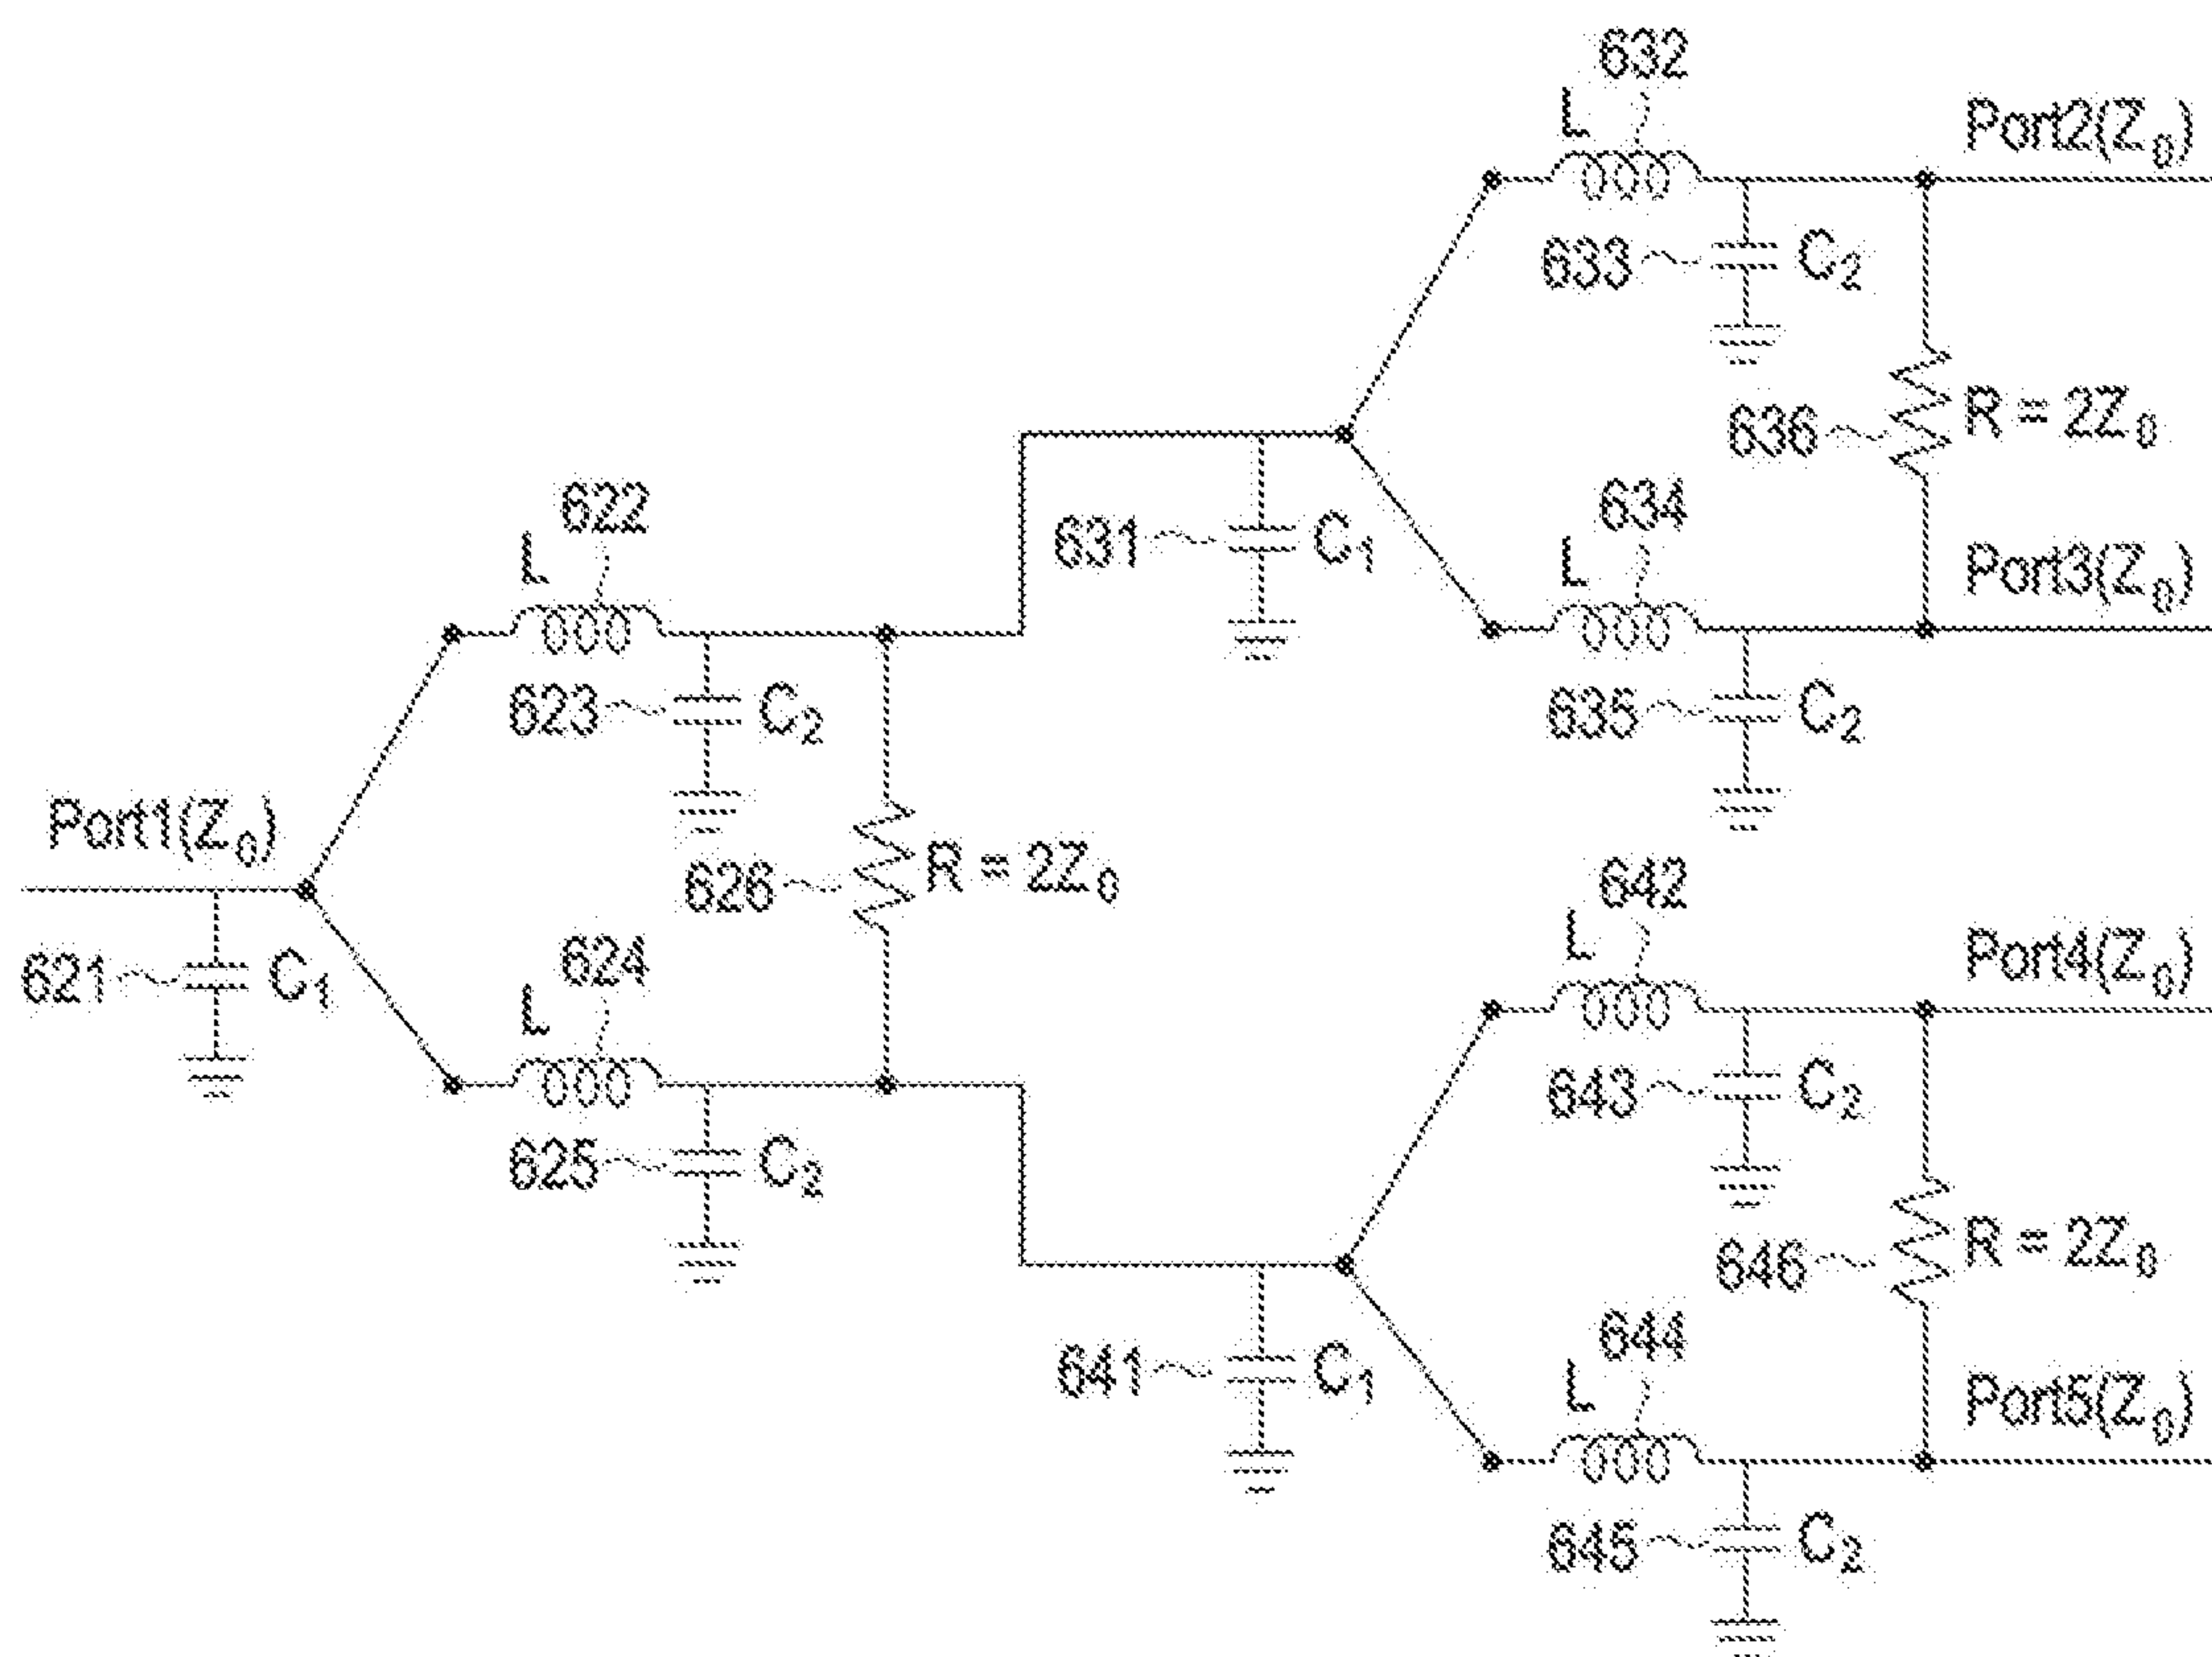 632
L
Port2(Z₀)
633
C₂
R = 2Z₀
636
622
L
634
L
631
C₁
Port3(Z₀)
623
C₂
635
C₂
Port1(Z₀)
626
R = 2Z₀
642
L
Port4(Z₀)
621
C₁
624
L
643
C₂
625
C₂
646
R = 2Z₀
641
C₁
644
L
Port5(Z₀)
645
C₂